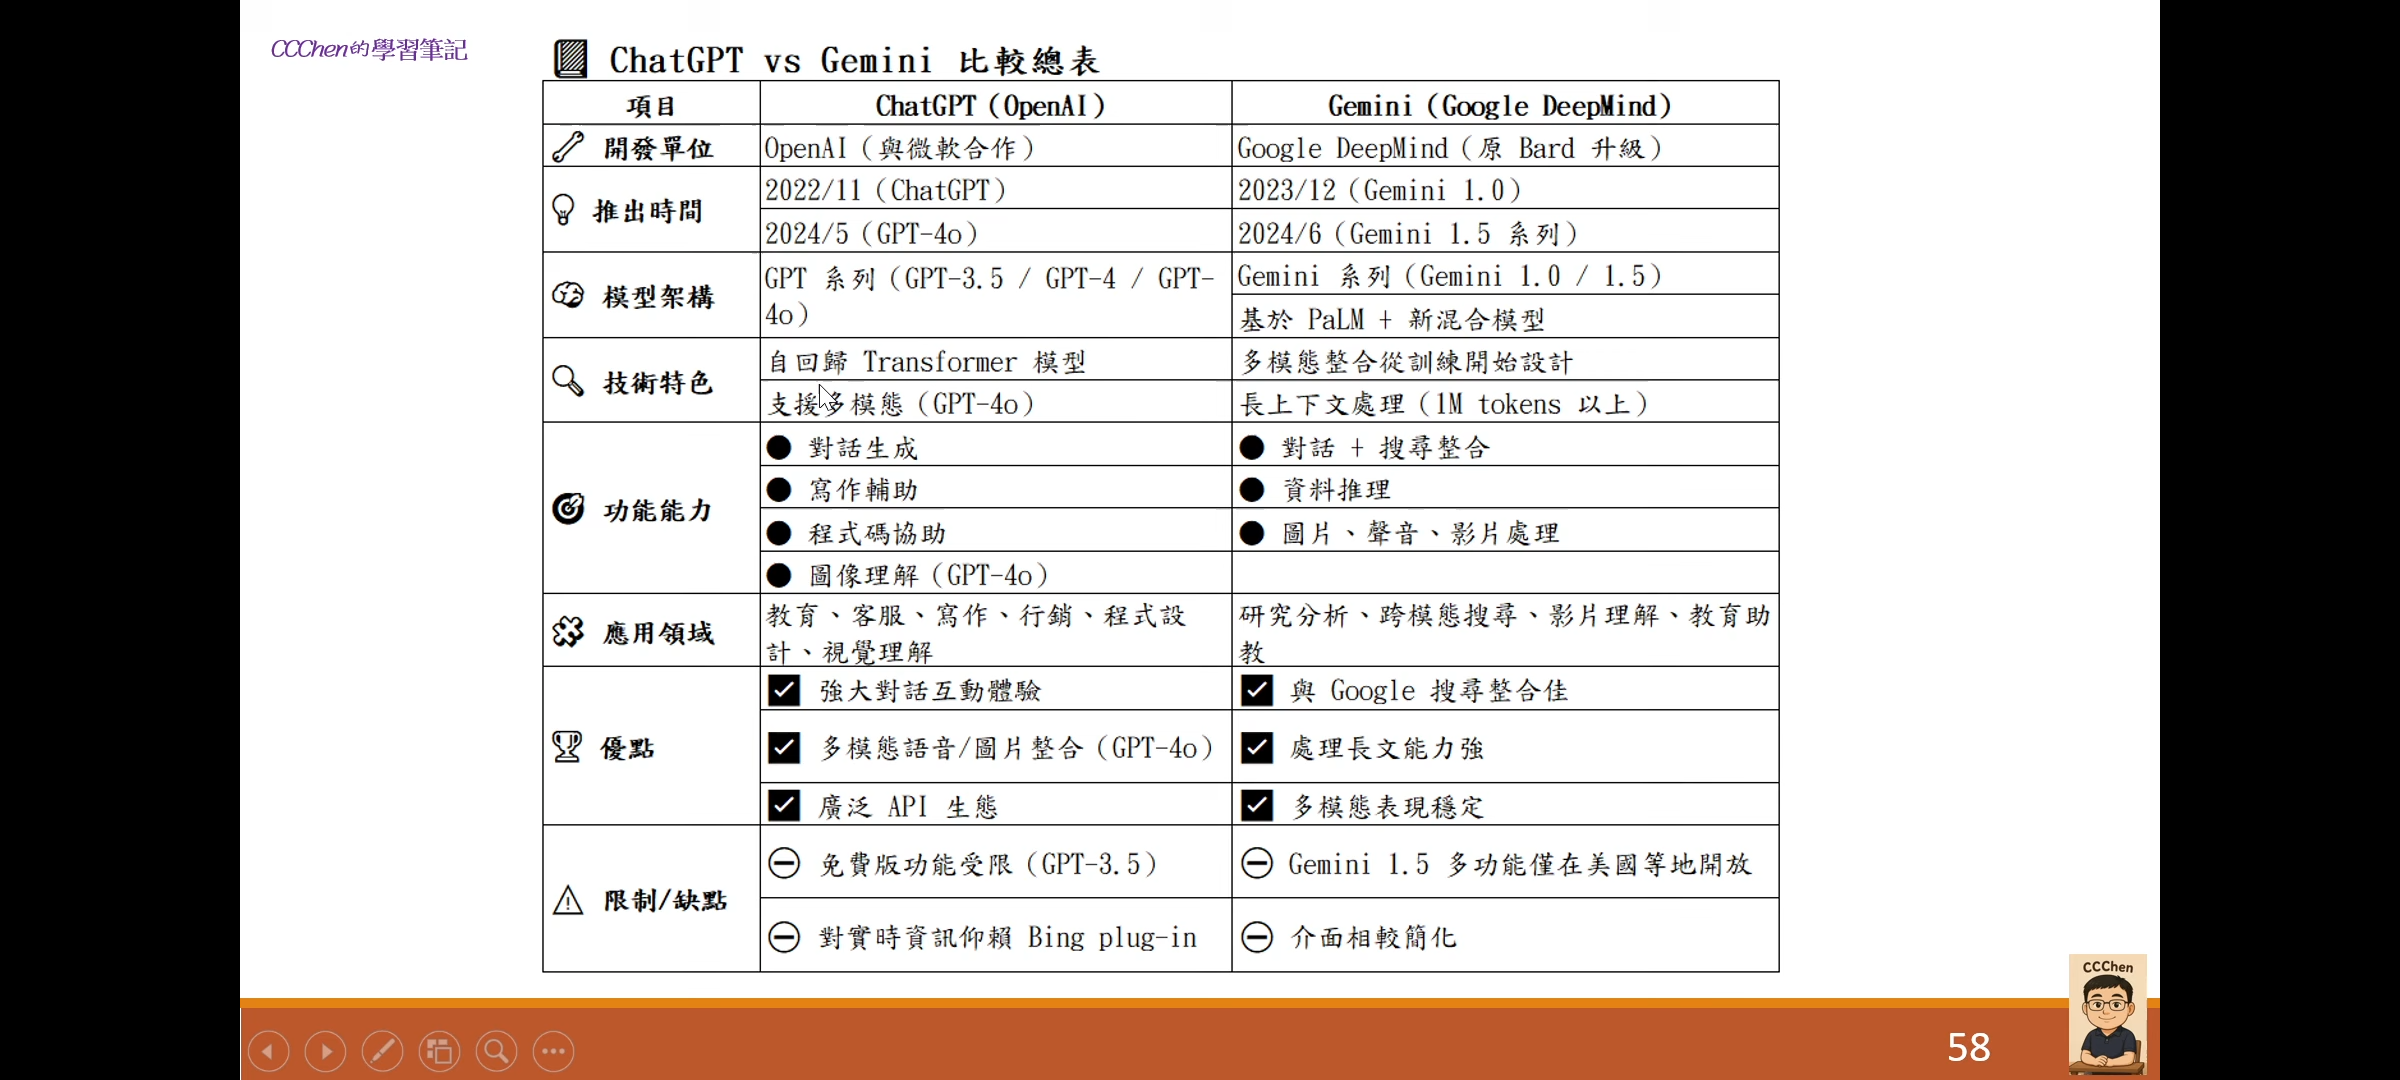 CCChen的學習筆記
ChatGPT vs Gemini 比較總表
項目 ChatGPT（OpenAI） Gemini（Google DeepMind）
開發單位 OpenAI（與微軟合作） Google DeepMind（原 Bard 升級）
推出時間 2022/11（ChatGPT） 2023/12（Gemini 1.0）
2024/5（GPT-4o） 2024/6（Gemini 1.5 系列）
模型架構 GPT 系列（GPT-3.5 / GPT-4 / GPT-
4o） Gemini 系列（Gemini 1.0 / 1.5）
基於 PaLM + 新混合模型
技術特色 自回歸 Transformer 模型 多模態整合從訓練開始設計
支援多模態（GPT-4o） 長上下文處理（1M tokens 以上）
功能能力 ● 對話生成 ● 對話 + 搜尋整合
● 寫作輔助 ● 資料推理
● 程式碼協助 ● 圖片、聲音、影片處理
● 圖像理解（GPT-4o）
應用領域 教育、客服、寫作、行銷、程式設
計、視覺理解 研究分析、跨模態搜尋、影片理解、教育助
教
優點 強大對話互動體驗 與 Google 搜尋整合佳
多模態語音/圖片整合（GPT-4o） 處理長文能力強
廣泛 API 生態 多模態表現穩定
限制/缺點 免費版功能受限（GPT-3.5） Gemini 1.5 多功能僅在美國等地開放
對實時資訊仰賴 Bing plug-in 介面相較簡化
CCChen
58